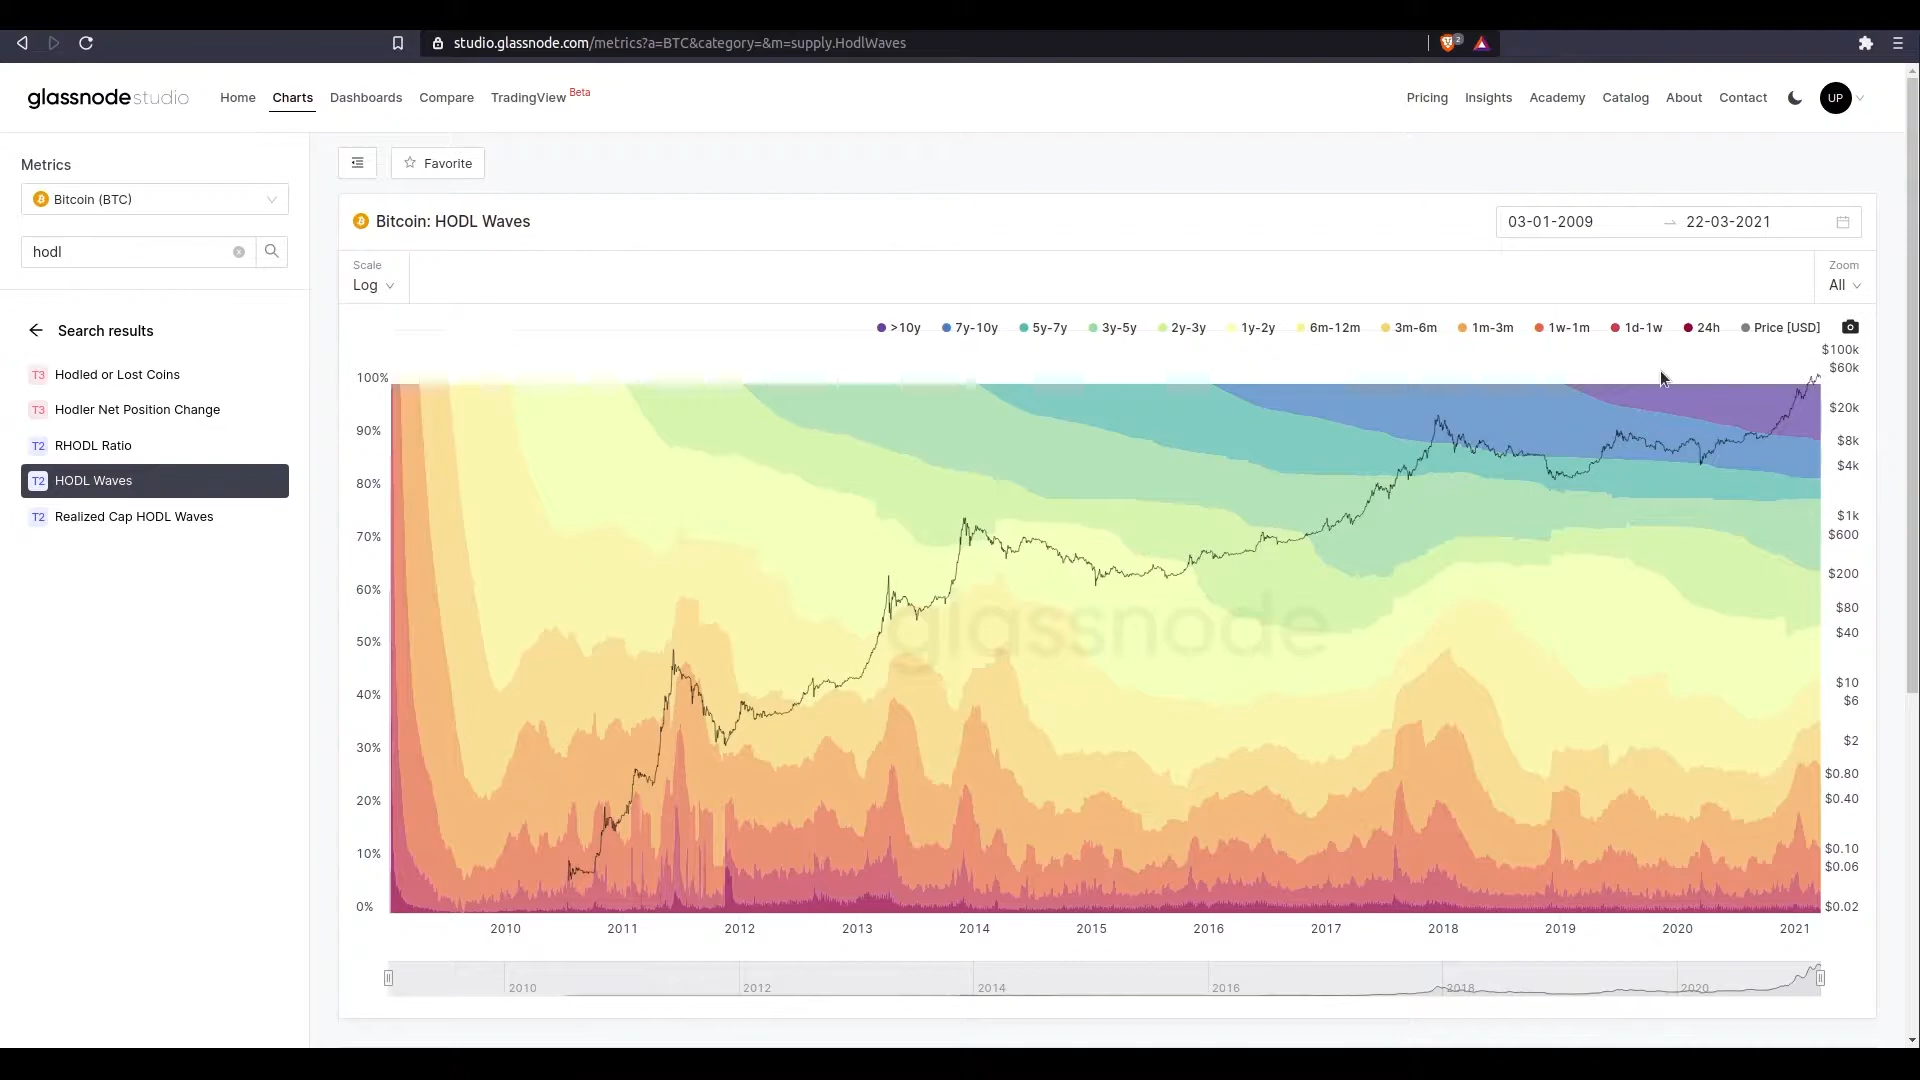 studio.glassnode.com/metrics?a=BTC&category=&m=supply.HodlWaves
2
glassnodestudio Home Charts Dashboards Compare TradingView Beta Pricing Insights Academy Catalog About Contact UP
Metrics
Bitcoin (BTC)
hodl
Search results
T3 Hodled or Lost Coins
T3 Hodler Net Position Change
T2 RHODL Ratio
T2 HODL Waves
T2 Realized Cap HODL Waves
Favorite
Bitcoin: HODL Waves
03-01-2009 → 22-03-2021
Scale
Log
Zoom
All
>10y 7y-10y 5y-7y 3y-5y 2y-3y 1y-2y 6m-12m 3m-6m 1m-3m 1w-1m 1d-1w 24h Price [USD]
100%
90%
80%
70%
60%
50%
40%
30%
20%
10%
0%
glassnode
$100k
$60k
$20k
$8k
$4k
$1k
$600
$200
$80
$40
$10
$6
$2
$0.80
$0.40
$0.10
$0.06
$0.02
2010 2011 2012 2013 2014 2015 2016 2017 2018 2019 2020 2021
2010 2012 2014 2016 2018 2020